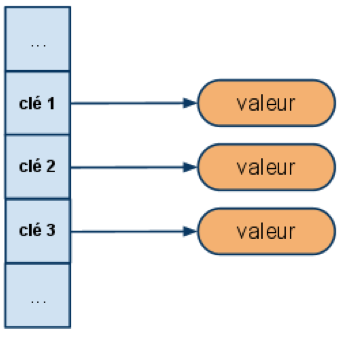 ...
clé 1
valeur
clé 2
valeur
clé 3
valeur
...